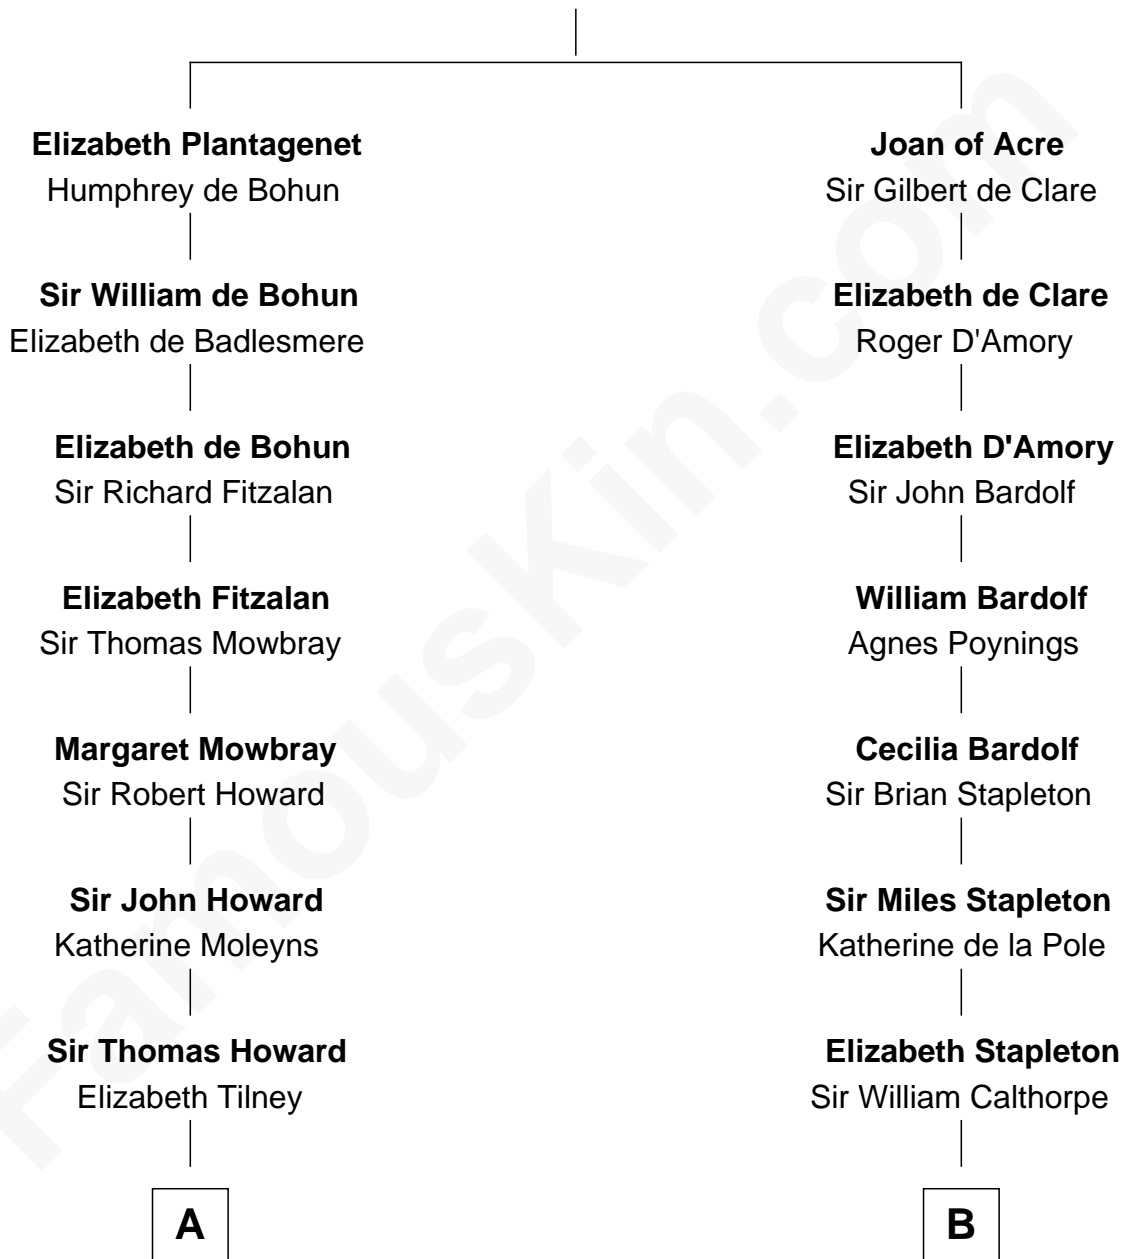 Elizabeth Plantagenet
Humphrey de Bohun
Sir William de Bohun
Elizabeth de Badlesmere
Elizabeth de Bohun
Sir Richard Fitzalan
Elizabeth Fitzalan
Sir Thomas Mowbray
Margaret Mowbray
Sir Robert Howard
Sir John Howard
Katherine Moleyns
Sir Thomas Howard
Elizabeth Tilney
A
Joan of Acre
Sir Gilbert de Clare
Elizabeth de Clare
Roger D'Amory
Elizabeth D'Amory
Sir John Bardolf
William Bardolf
Agnes Poynings
Cecilia Bardolf
Sir Brian Stapleton
Sir Miles Stapleton
Katherine de la Pole
Elizabeth Stapleton
Sir William Calthorpe
B
FamousKin.com